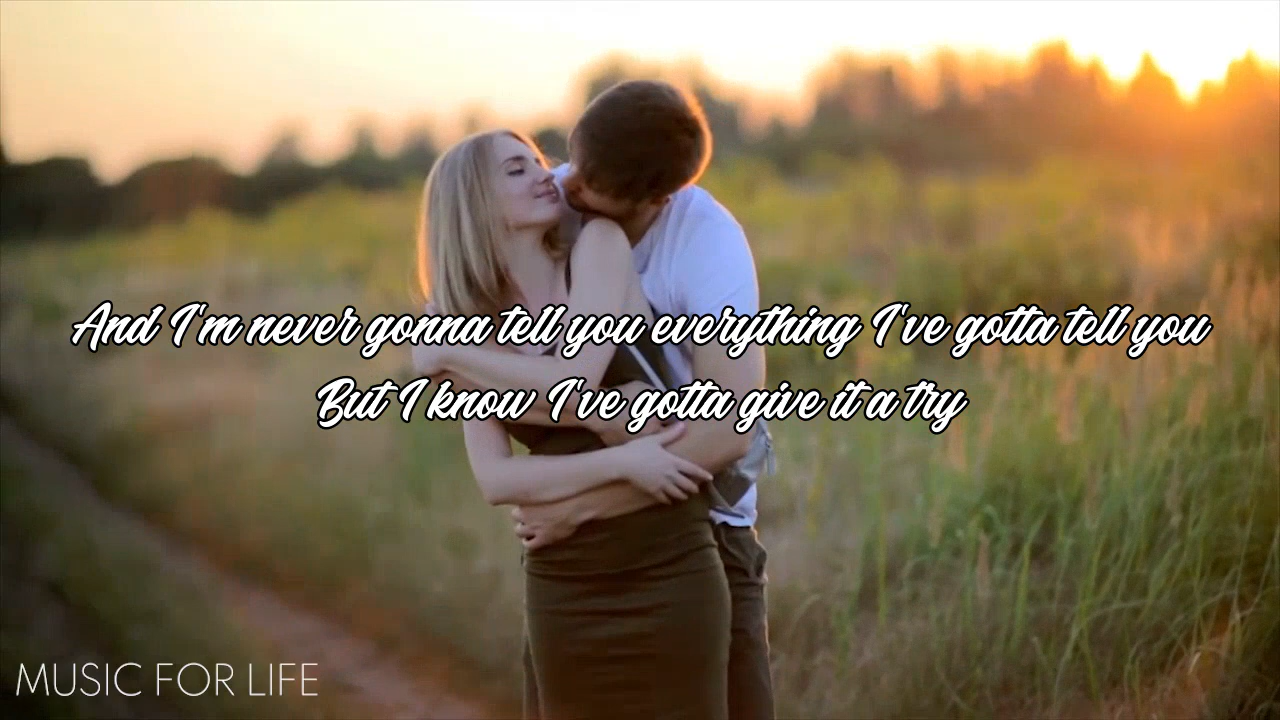 And I'm never gonna tell you everything I've gotta tell you
But I know I've gotta give it a try
MUSIC FOR LIFE